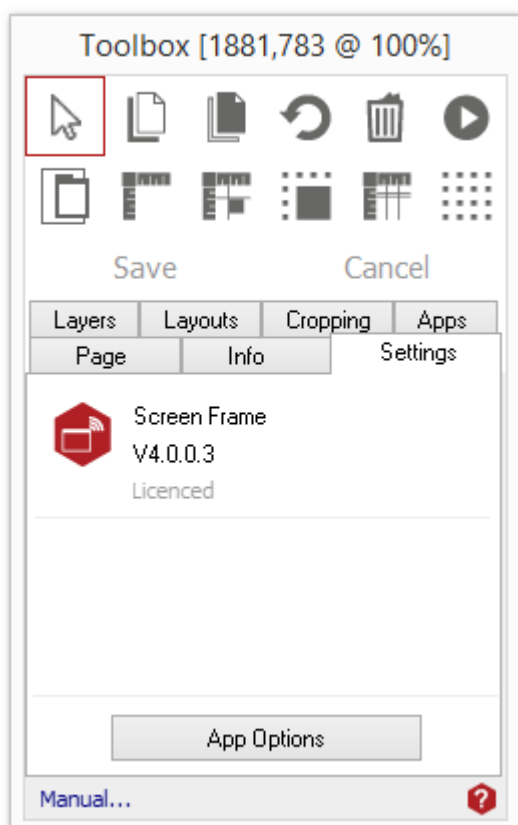 Toolbox [1881,783 @ 100%]
Save Cancel
Layers Layouts Cropping Apps
Page Info Settings
Screen Frame
V4.0.0.3
Licenced
App Options
Manual... ?